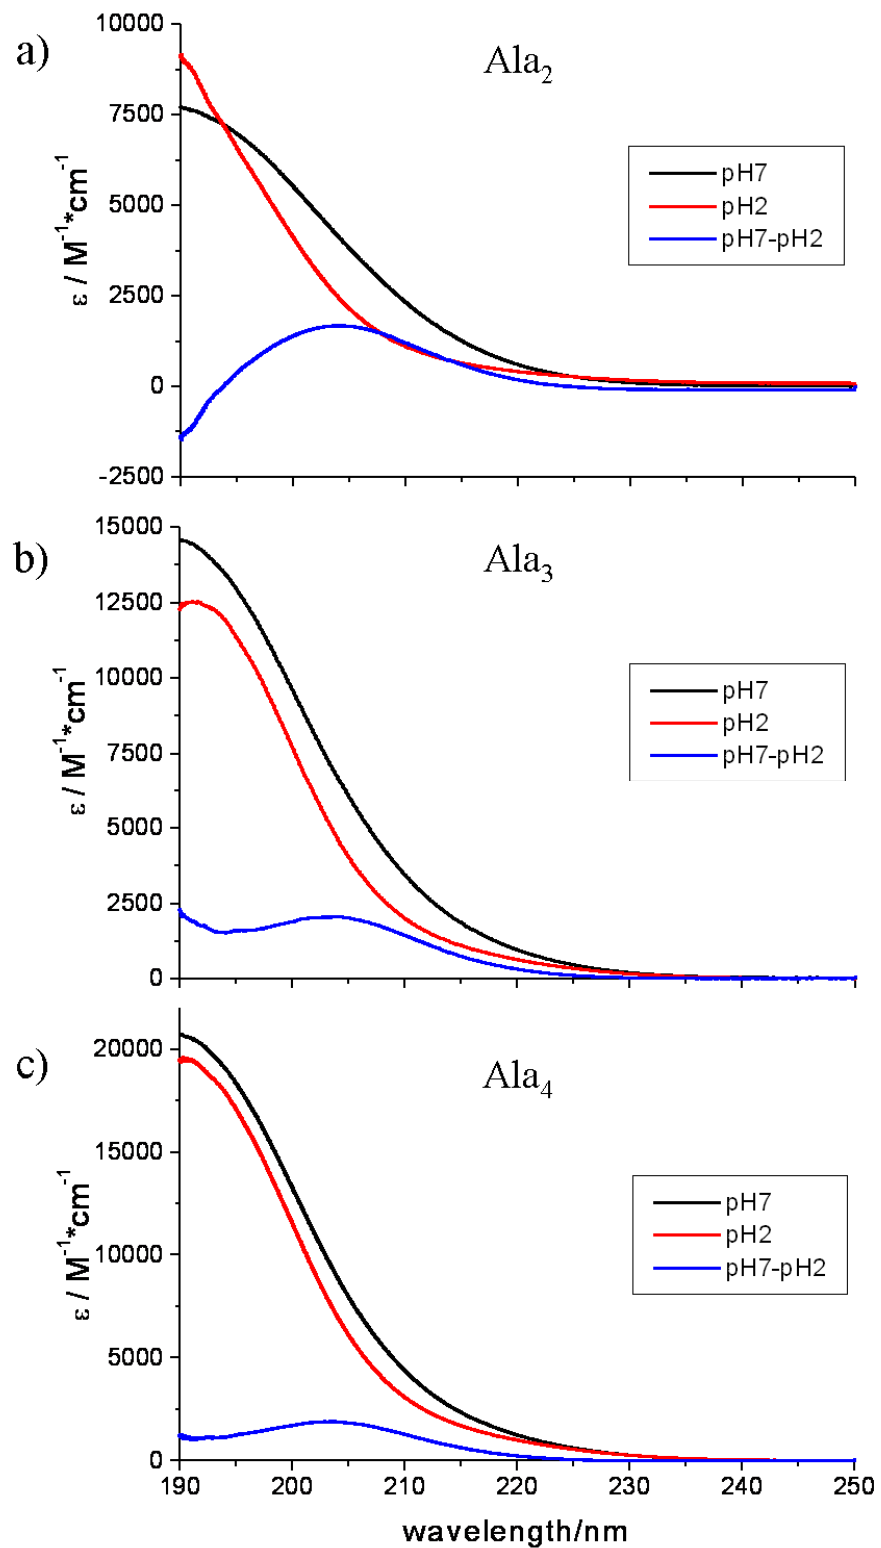 a)
Ala2
10000
7500
5000
2500
0
-2500
ε / M-1*cm-1
pH7
pH2
pH7-pH2
b)
Ala3
15000
12500
10000
7500
5000
2500
0
ε / M-1*cm-1
pH7
pH2
pH7-pH2
c)
Ala4
20000
15000
10000
5000
0
ε / M-1*cm-1
pH7
pH2
pH7-pH2
190 200 210 220 230 240 250
wavelength/nm